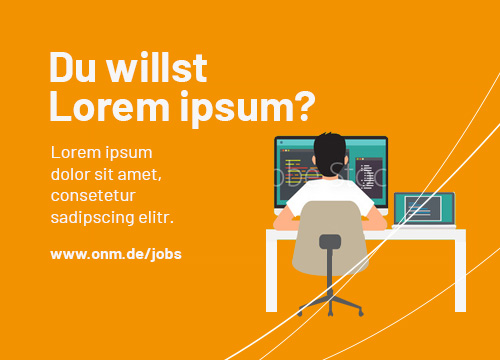 Du willst
Lorem ipsum?
Lorem ipsum
dolor sit amet,
consetetur
sadipscing elitr.
www.onm.de/jobs